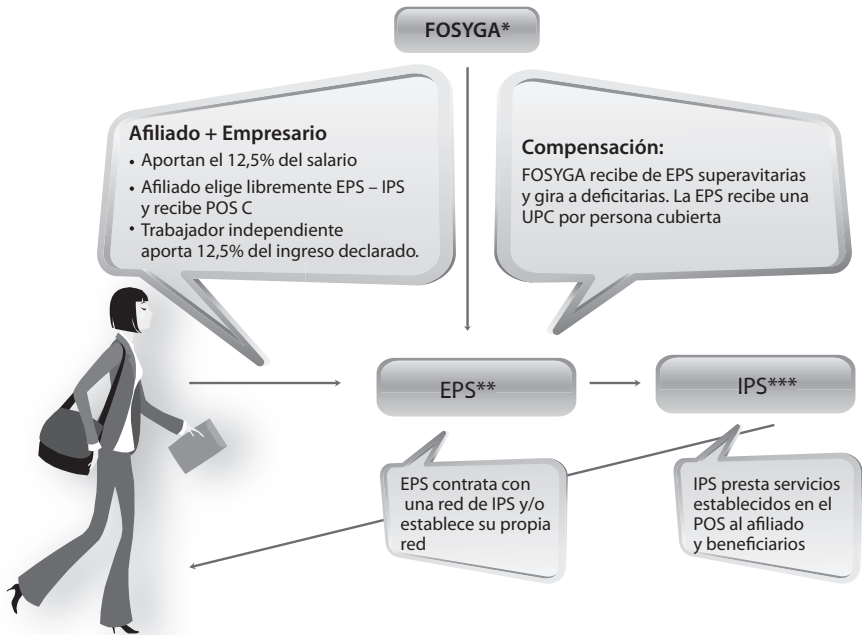 FOSYGA*
Afiliado + Empresario
• Aportan el 12,5% del salario
• Afiliado elige libremente EPS – IPS
y recibe POS C
• Trabajador independiente
aporta 12,5% del ingreso declarado.
Compensación:
FOSYGA recibe de EPS superavitarias
y gira a deficitarias. La EPS recibe una
UPC por persona cubierta
EPS**
IPS***
EPS contrata con
una red de IPS y/o
establece su propia
red
IPS presta servicios
establecidos en el
POS al afiliado
y beneficiarios